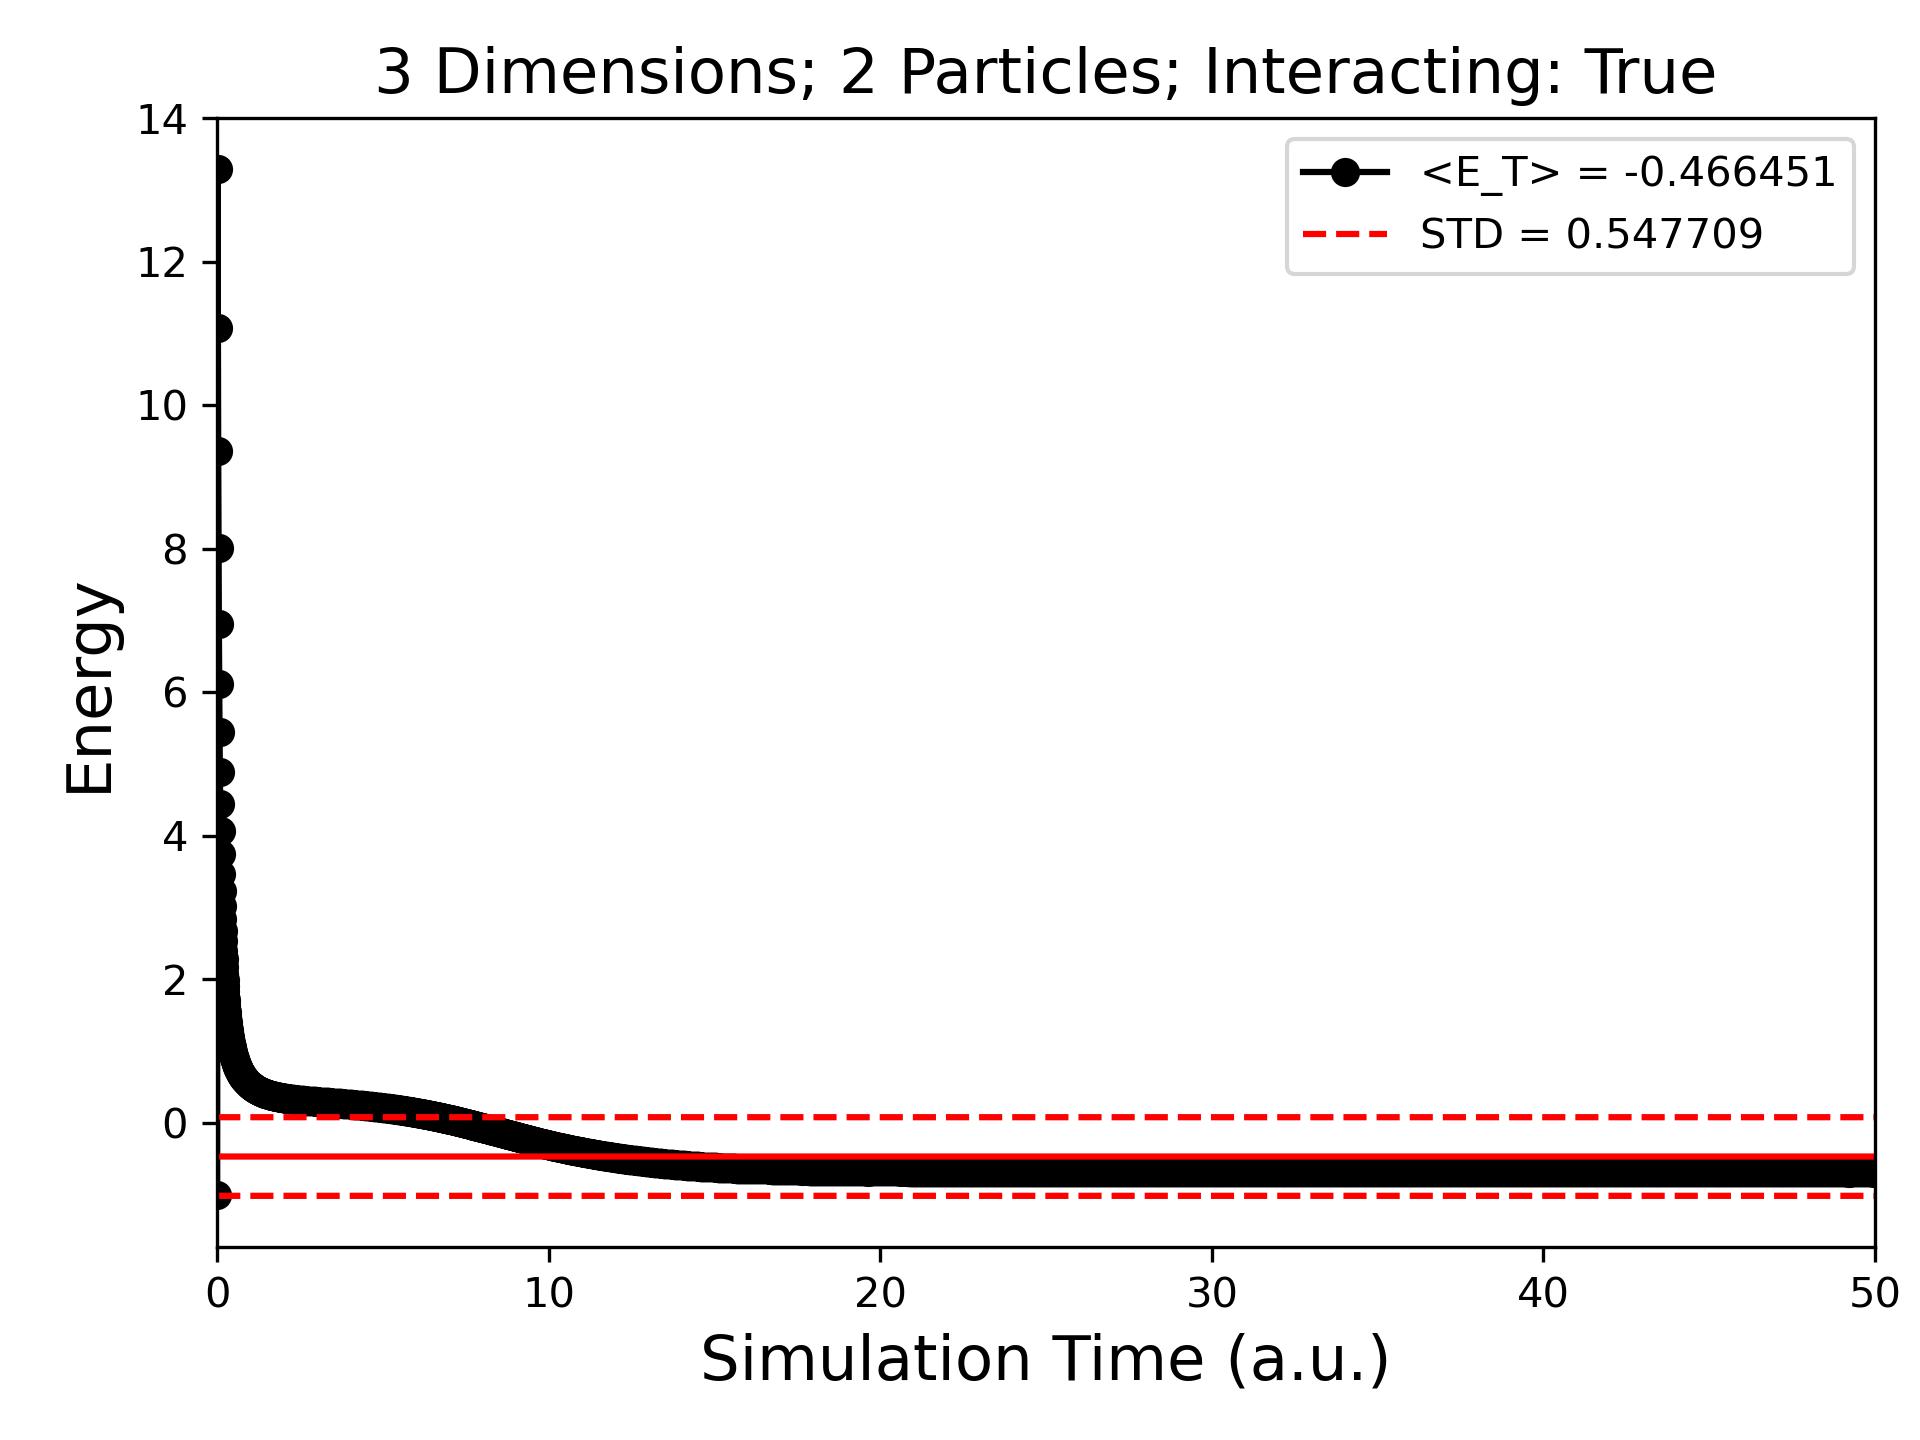 3 Dimensions; 2 Particles; Interacting: True
14
12
10
8
6
4
2
0
Energy
<E_T> = -0.466451
STD = 0.547709
0 10 20 30 40 50
Simulation Time (a.u.)